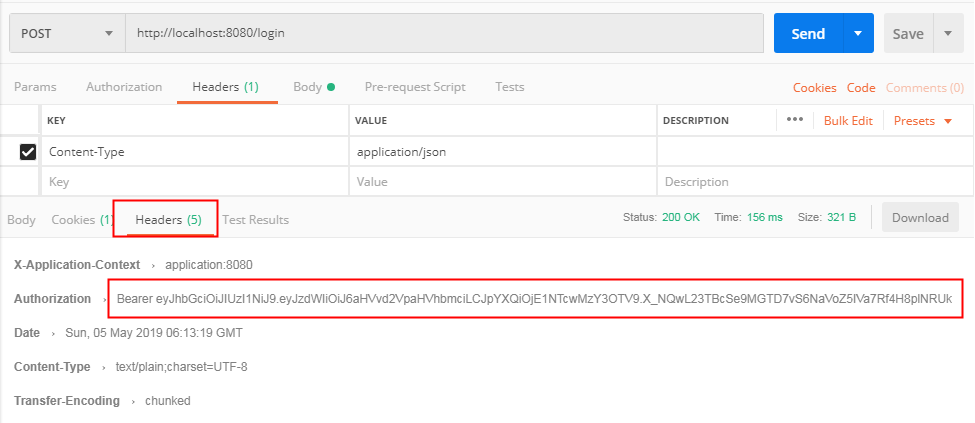 POST http://localhost:8080/login Send Save
Params Authorization Headers (1) Body Pre-request Script Tests Cookies Code Comments (0)
KEY VALUE DESCRIPTION ••• Bulk Edit Presets
Content-Type application/json
Key Value Description
Body Cookies (1) Headers (5) Test Results Status: 200 OK Time: 156 ms Size: 321 B Download
X-Application-Context › application:8080
Authorization › Bearer eyJhbGciOiJIUzI1NiJ9.eyJzdWIiOiJ6aHVvd2VpaHVhbmciLCJpYXQiOjE1NTcwMzY3OTV9.X_NQwL23TBcSe9MGTD7vS6NaVoZ5IVa7Rf4H8pINRUk
Date › Sun, 05 May 2019 06:13:19 GMT
Content-Type › text/plain;charset=UTF-8
Transfer-Encoding › chunked